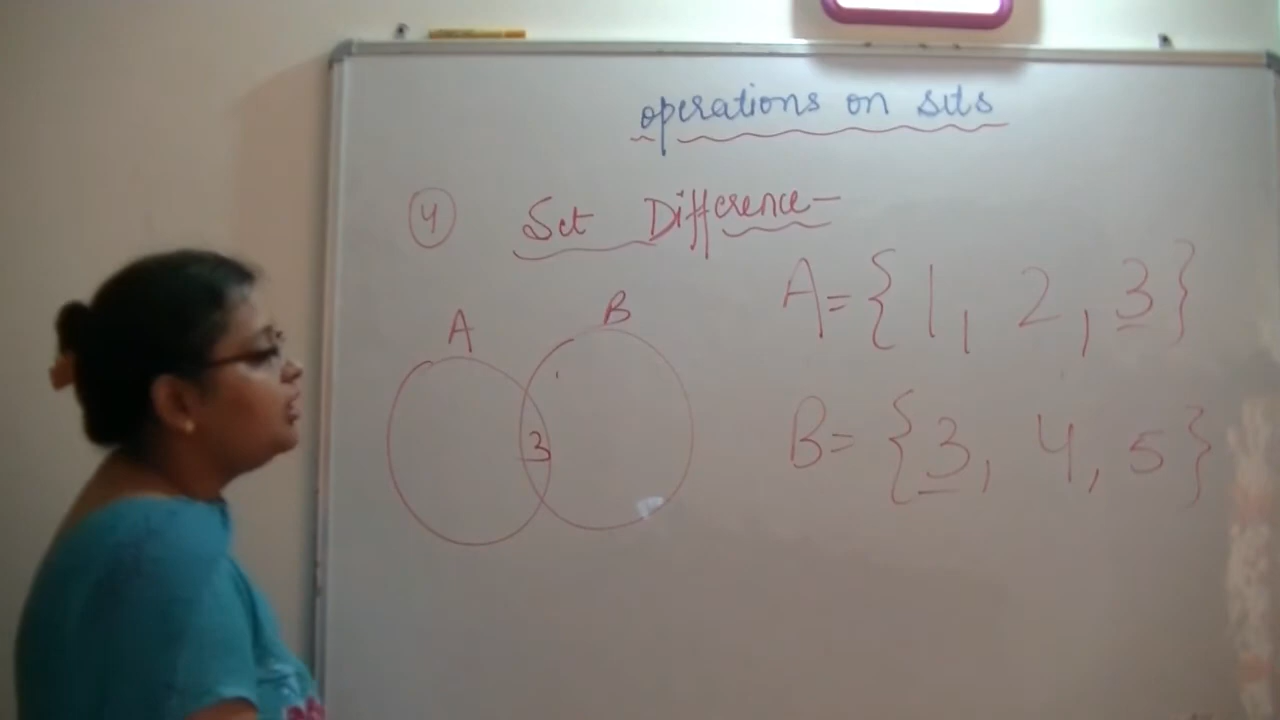 operations on sets
4 Set Difference-
A B
3
A={1, 2, 3}
B={3, 4, 5}